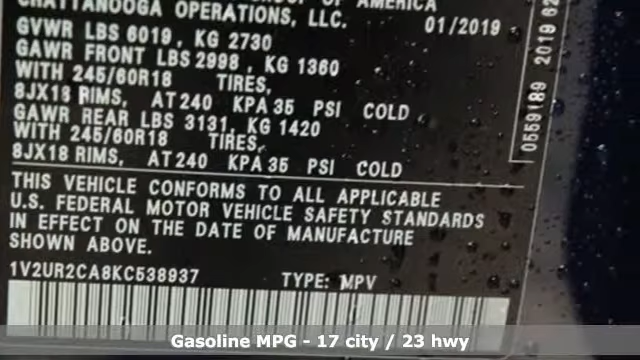 AMERICA
CHATTANOOGA OPERATIONS, LLC.
01/2019
GVWR LBS 6019, KG 2730
GAWR FRONT LBS 2998, KG 1360
WITH 245/60R18 TIRES,
8JX18 RIMS, AT 240 KPA 35 PSI COLD
GAWR REAR LBS 3131, KG 1420
WITH 245/60R18 TIRES,
8JX18 RIMS, AT 240 KPA 35 PSI COLD
THIS VEHICLE CONFORMS TO ALL APPLICABLE
U.S. FEDERAL MOTOR VEHICLE SAFETY STANDARDS
IN EFFECT ON THE DATE OF MANUFACTURE
SHOWN ABOVE.
1V2UR2CA8KC538937 TYPE: MPV
0559189 2019 62
Gasoline MPG - 17 city / 23 hwy